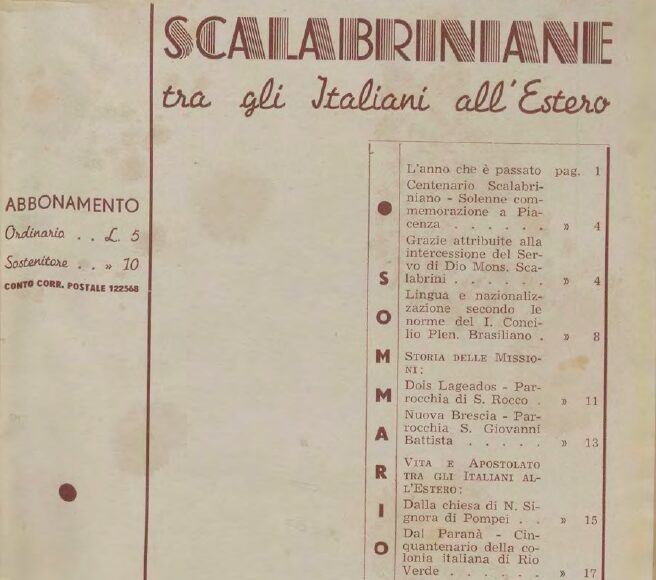 SCALABRINIANE
tra gli Italiani all'Estero
ABBONAMENTO
Ordinario . . L. 5
Sostenitore . . » 10
CONTO CORR. POSTALE 122568
SOMMARIO
L'anno che è passato pag. 1
Centenario Scalabri-
niano - Solenne com-
memorazione a Pia-
cenza . . . . . . » 4
Grazie attribuite alla
intercessione del Ser-
vo di Dio Mons. Sca-
labrini . . . . . . » 4
Lingua e nazionaliz-
zazione secondo le
norme del I. Conci-
lio Plen. Brasiliano . » 8
STORIA DELLE MISSIO-
NI:
Dois Lageados - Par-
rocchia di S. Rocco . » 11
Nuova Brescia - Par-
rocchia S. Giovanni
Battista . . . . . » 13
VITA E APOSTOLATO
TRA GLI ITALIANI AL-
L'ESTERO:
Dalla chiesa di N. Si-
gnora di Pompei . . » 15
Dal Paranà - Cin-
quantenario della co-
lonia italiana di Rio
Verde . . . . . . » 17